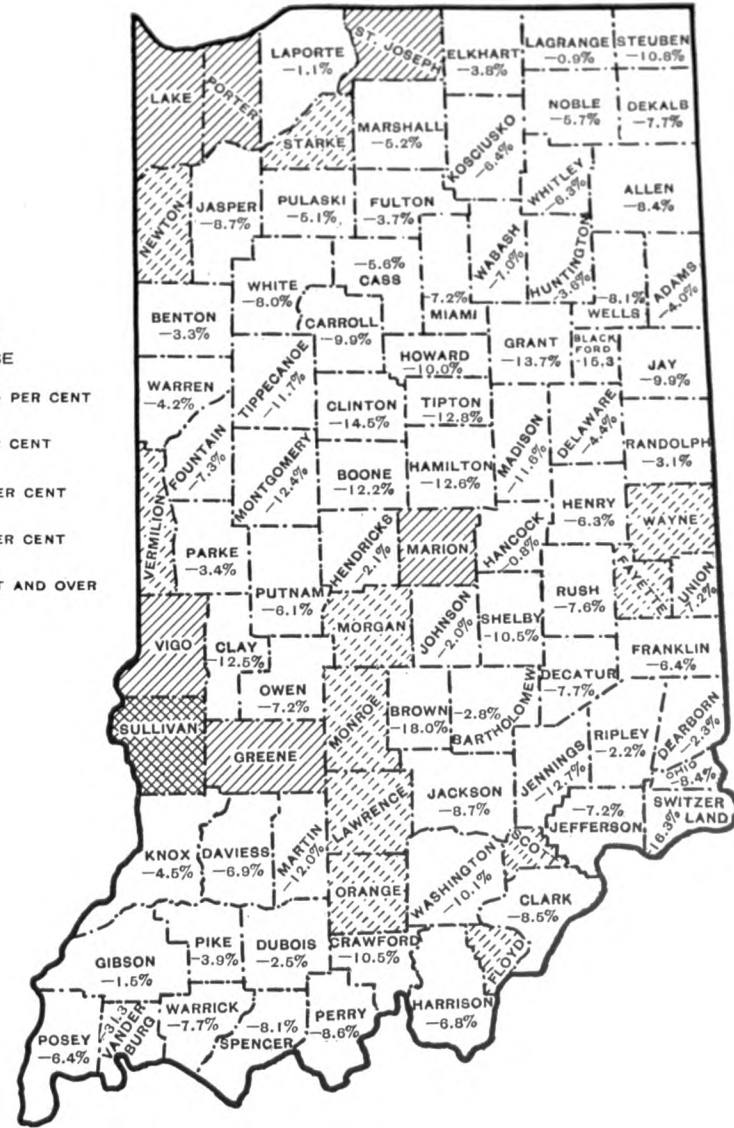 LAPORTE
−1.1%
ST. JOSEPH
ELKHART
−3.8%
LAGRANGE
−0.9%
STEUBEN
−10.8%
LAKE
PORTER
STARKE
MARSHALL
−5.2%
KOSCIUSKO
−6.4%
NOBLE
−5.7%
DEKALB
−7.7%
NEWTON
JASPER
−8.7%
PULASKI
−5.1%
FULTON
−3.7%
WHITLEY
−6.3%
ALLEN
−8.4%
WHITE
−8.0%
−5.6%
CASS
−7.2%
MIAMI
WABASH
−7.0%
HUNTINGTON
−3.6%
−8.1%
WELLS
ADAMS
−4.0%
BENTON
−3.3%
CARROLL
−9.9%
HOWARD
−10.0%
GRANT
−13.7%
BLACK
FORD
-15.3
JAY
−9.9%
SE
PER CENT
CENT
ER CENT
ER CENT
T AND OVER
WARREN
−4.2%
TIPPECANOE
−11.7%
CLINTON
−14.5%
TIPTON
−12.8%
MADISON
−11.6%
DELAWARE
−4.4%
RANDOLPH
−3.1%
FOUNTAIN
−7.3%
MONTGOMERY
−12.4%
BOONE
−12.2%
HAMILTON
−12.6%
HENRY
−6.3%
WAYNE
VERMILION
PARKE
−3.4%
HENDRICKS
−2.1%
MARION
HANCOCK
−0.8%
PUTNAM
−6.1%
RUSH
−7.6%
FAYETTE
UNION
−7.2%
VIGO
CLAY
−12.5%
MORGAN
JOHNSON
−2.0%
SHELBY
−10.5%
FRANKLIN
−6.4%
OWEN
−7.2%
MONROE
BROWN
−18.0%
−2.8%
BARTHOLOMEW
DECATUR
−7.7%
SULLIVAN
GREENE
JENNINGS
−12.7%
RIPLEY
−2.2%
DEARBORN
−2.3%
OHIO
−8.4%
LAWRENCE
JACKSON
−8.7%
−7.2%
JEFFERSON
SWITZER
LAND
−16.3%
KNOX
−4.5%
DAVIESS
−6.9%
MARTIN
−12.0%
ORANGE
WASHINGTON
−10.1%
SCOTT
CLARK
−8.5%
GIBSON
−1.5%
PIKE
−3.9%
DUBOIS
−2.5%
CRAWFORD
−10.5%
FLOYD
HARRISON
−6.8%
POSEY
−6.4%
−31.3
VANDER
BURG
WARRICK
−7.7%
−8.1%
SPENCER
PERRY
−8.6%